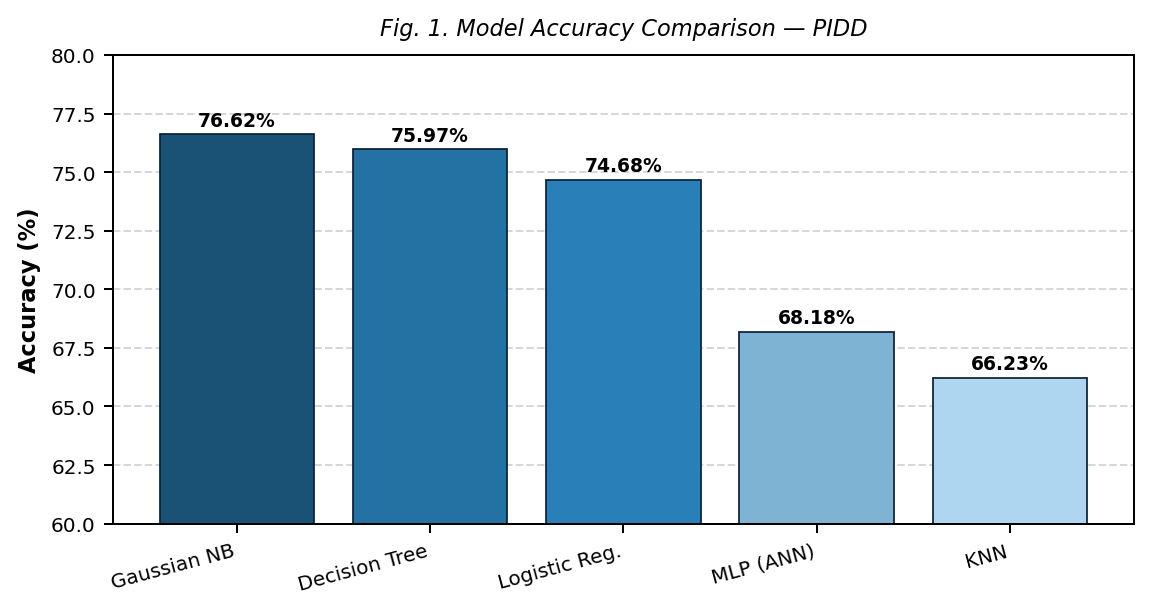 Fig. 1. Model Accuracy Comparison — PIDD
Accuracy (%)
80.0
77.5
75.0
72.5
70.0
67.5
65.0
62.5
60.0
76.62%
75.97%
74.68%
68.18%
66.23%
Gaussian NB
Decision Tree
Logistic Reg.
MLP (ANN)
KNN